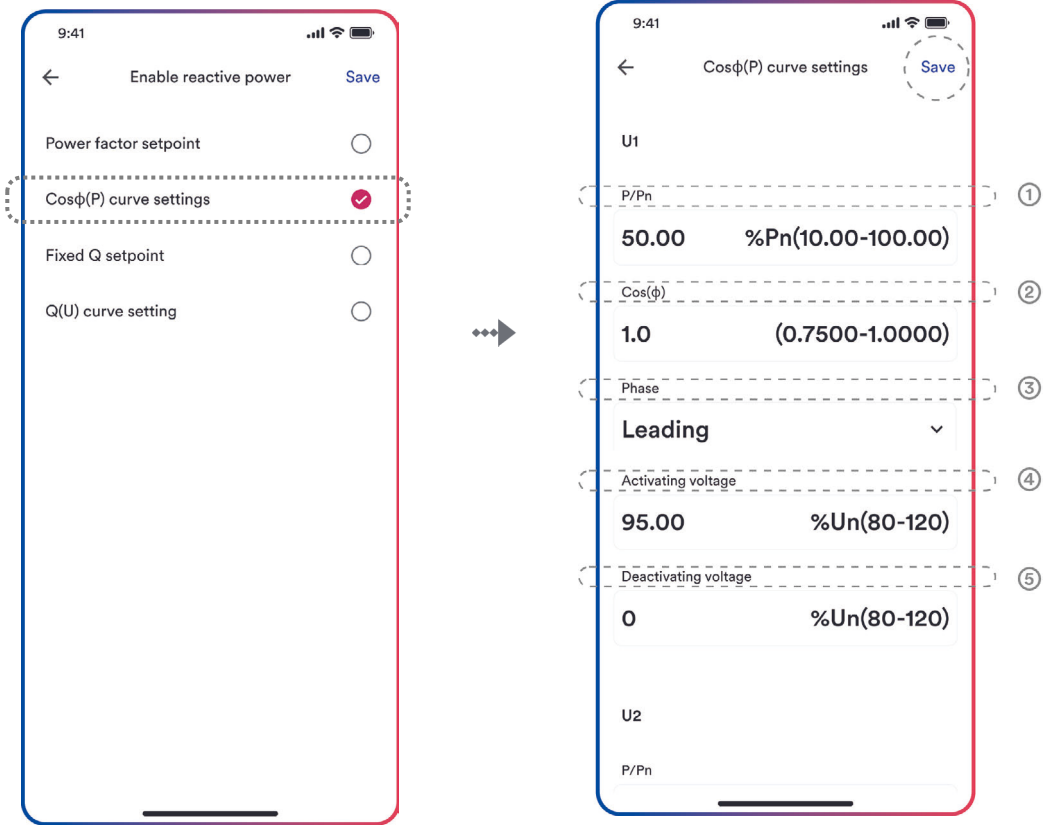 9:41
Enable reactive power Save
Power factor setpoint
Cosϕ(P) curve settings
Fixed Q setpoint
Q(U) curve setting
9:41
Cosϕ(P) curve settings Save
U1
P/Pn ①
50.00 %Pn(10.00-100.00)
Cos(ϕ) ②
1.0 (0.7500-1.0000)
Phase ③
Leading
Activating voltage ④
95.00 %Un(80-120)
Deactivating voltage ⑤
0 %Un(80-120)
U2
P/Pn